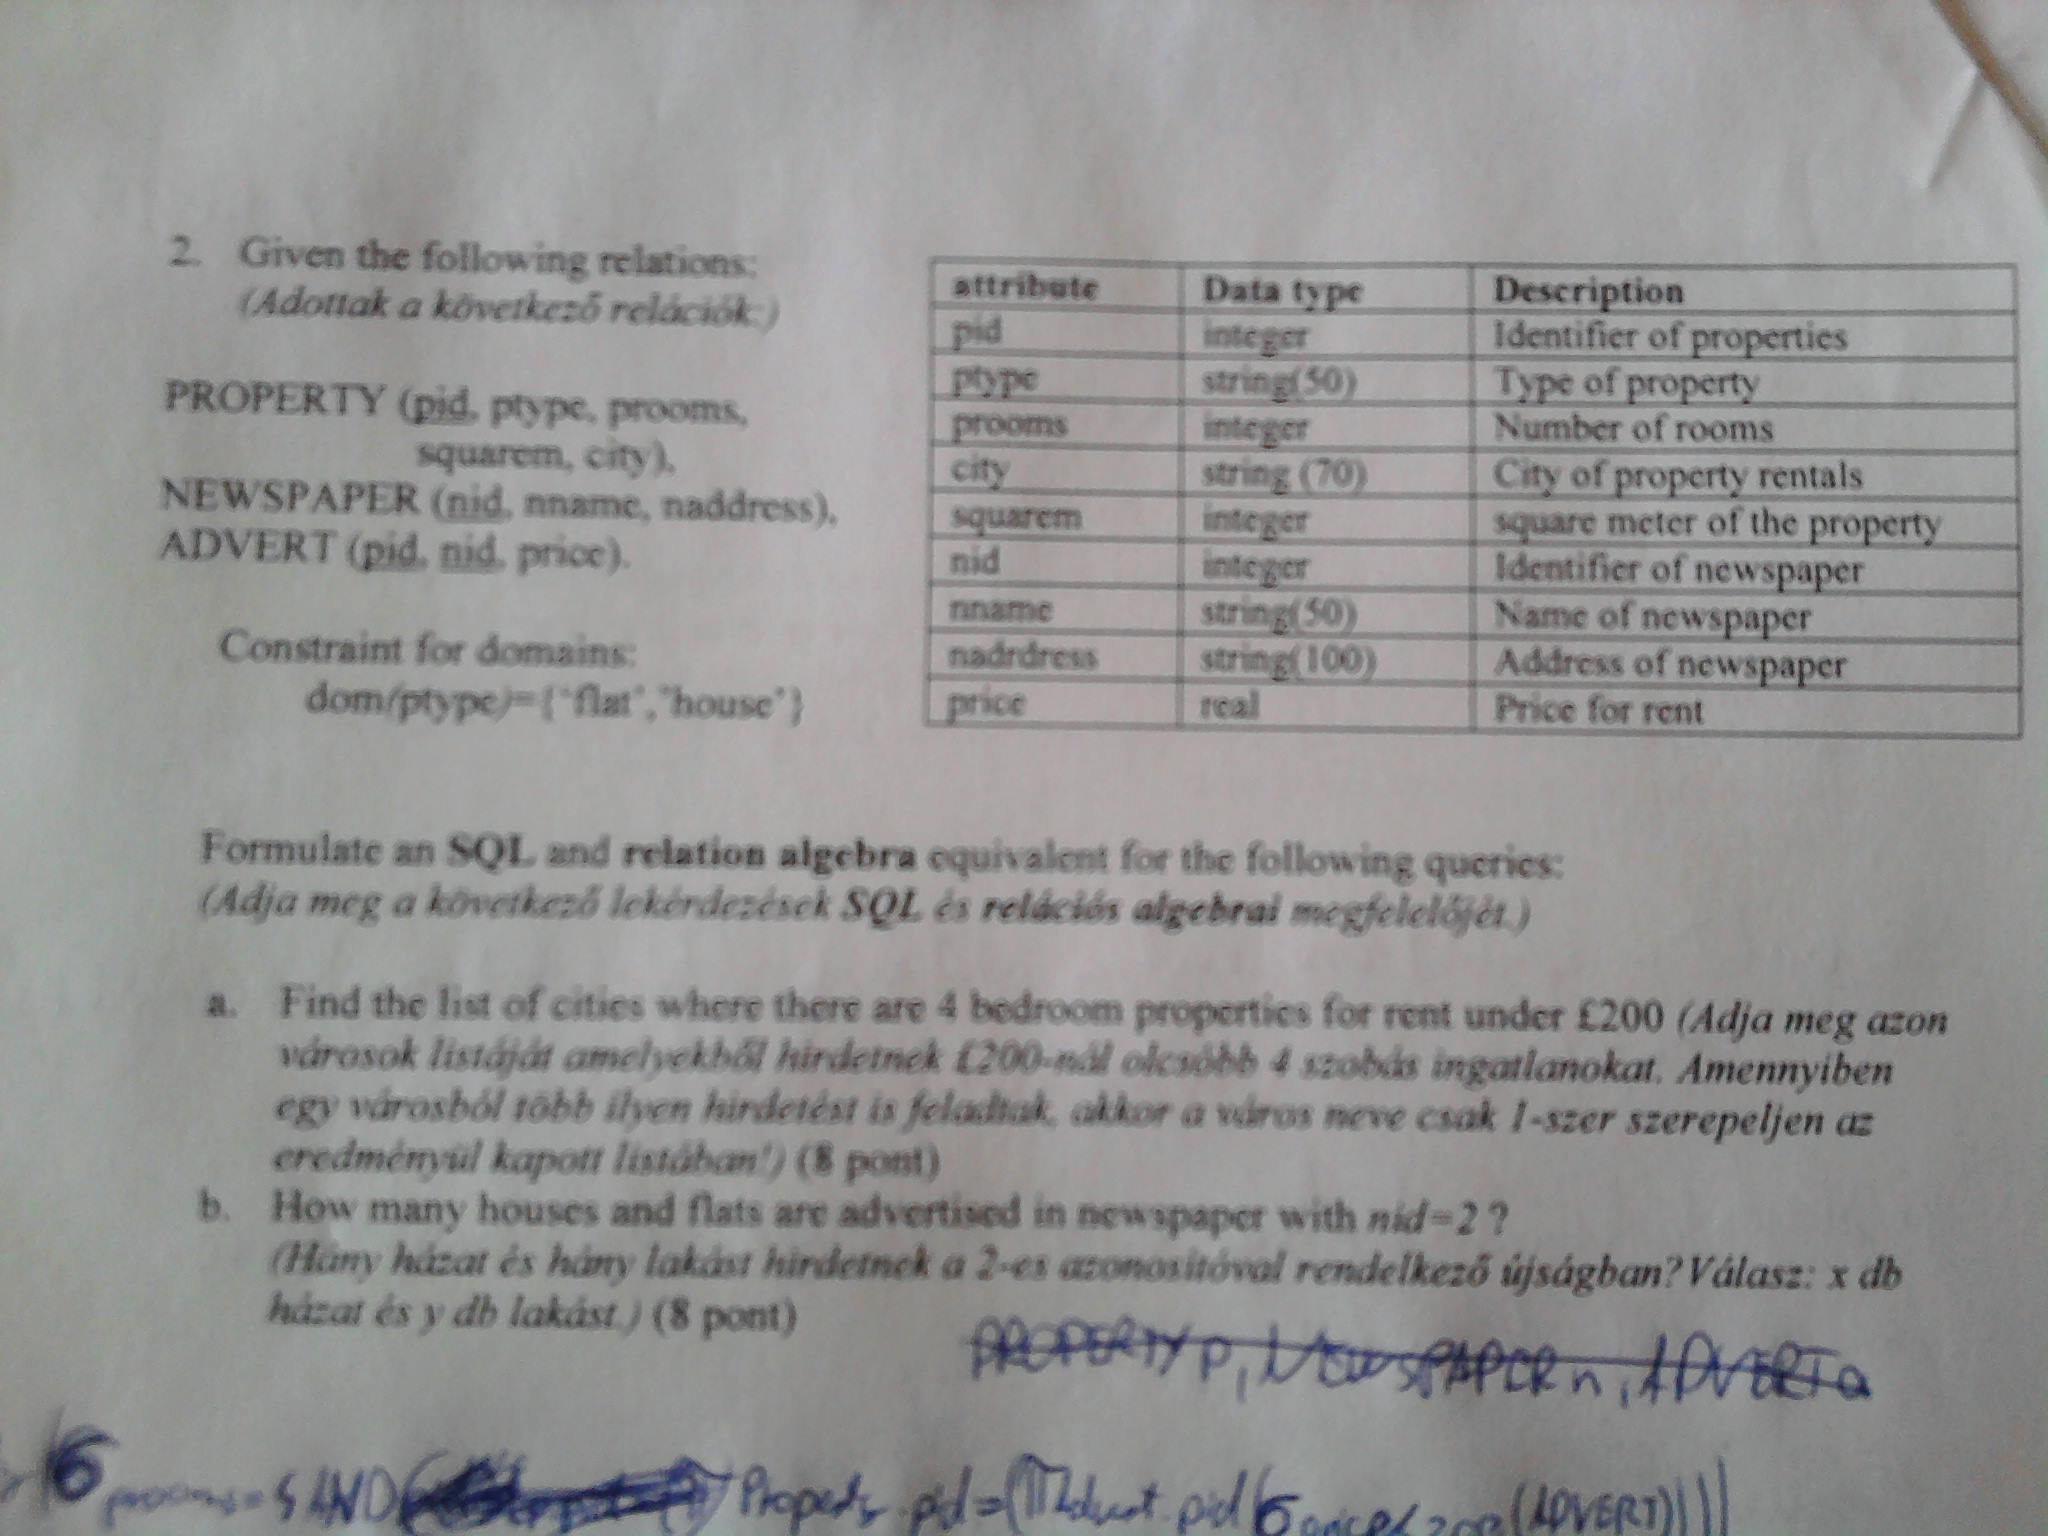 2. Given the following relations:
(Adottak a következő relációk:)
PROPERTY (pid, ptype, prooms,
squarem, city),
NEWSPAPER (nid, nname, naddress),
ADVERT (pid, nid, price).
Constraint for domains:
dom(ptype)={"flat","house"}
attribute Data type Description
pid integer Identifier of properties
ptype string(50) Type of property
prooms integer Number of rooms
city string (70) City of property rentals
squarem integer square meter of the property
nid integer Identifier of newspaper
nname string(50) Name of newspaper
nadrdress string(100) Address of newspaper
price real Price for rent
Formulate an SQL and relation algebra equivalent for the following queries:
(Adja meg a következő lekérdezések SQL és relációs algebrai megfelelőjét.)
a. Find the list of cities where there are 4 bedroom properties for rent under £200 (Adja meg azon
városok listáját amelyekből hirdetnek £200-nál olcsóbb 4 szobás ingatlanokat. Amennyiben
egy városból több ilyen hirdetést is feladtak, akkor a város neve csak 1-szer szerepeljen az
eredményül kapott listában!) (8 pont)
b. How many houses and flats are advertised in newspaper with nid=2 ?
(Hány házat és hány lakást hirdetnek a 2-es azonosítóval rendelkező újságban? Válasz: x db
házat és y db lakást.) (8 pont)
PROPERTY p, NEWSPAPER n, ADVERT a
prooms= AND Property.pid=(Π Advert.pid(σ (ADVERT))))